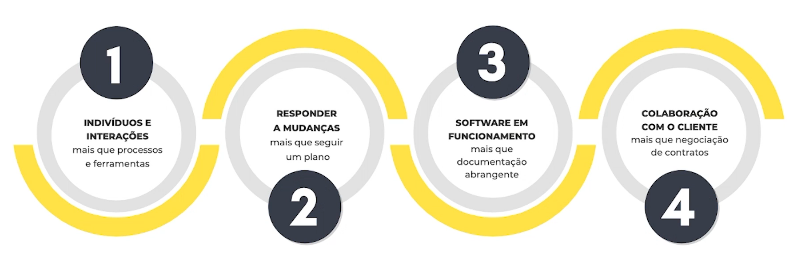 1
INDIVÍDUOS E
INTERAÇÕES
mais que processos
e ferramentas
RESPONDER
A MUDANÇAS
mais que seguir
um plano
2
3
SOFTWARE EM
FUNCIONAMENTO
mais que
documentação
abrangente
COLABORAÇÃO
COM O CLIENTE
mais que negociação
de contratos
4